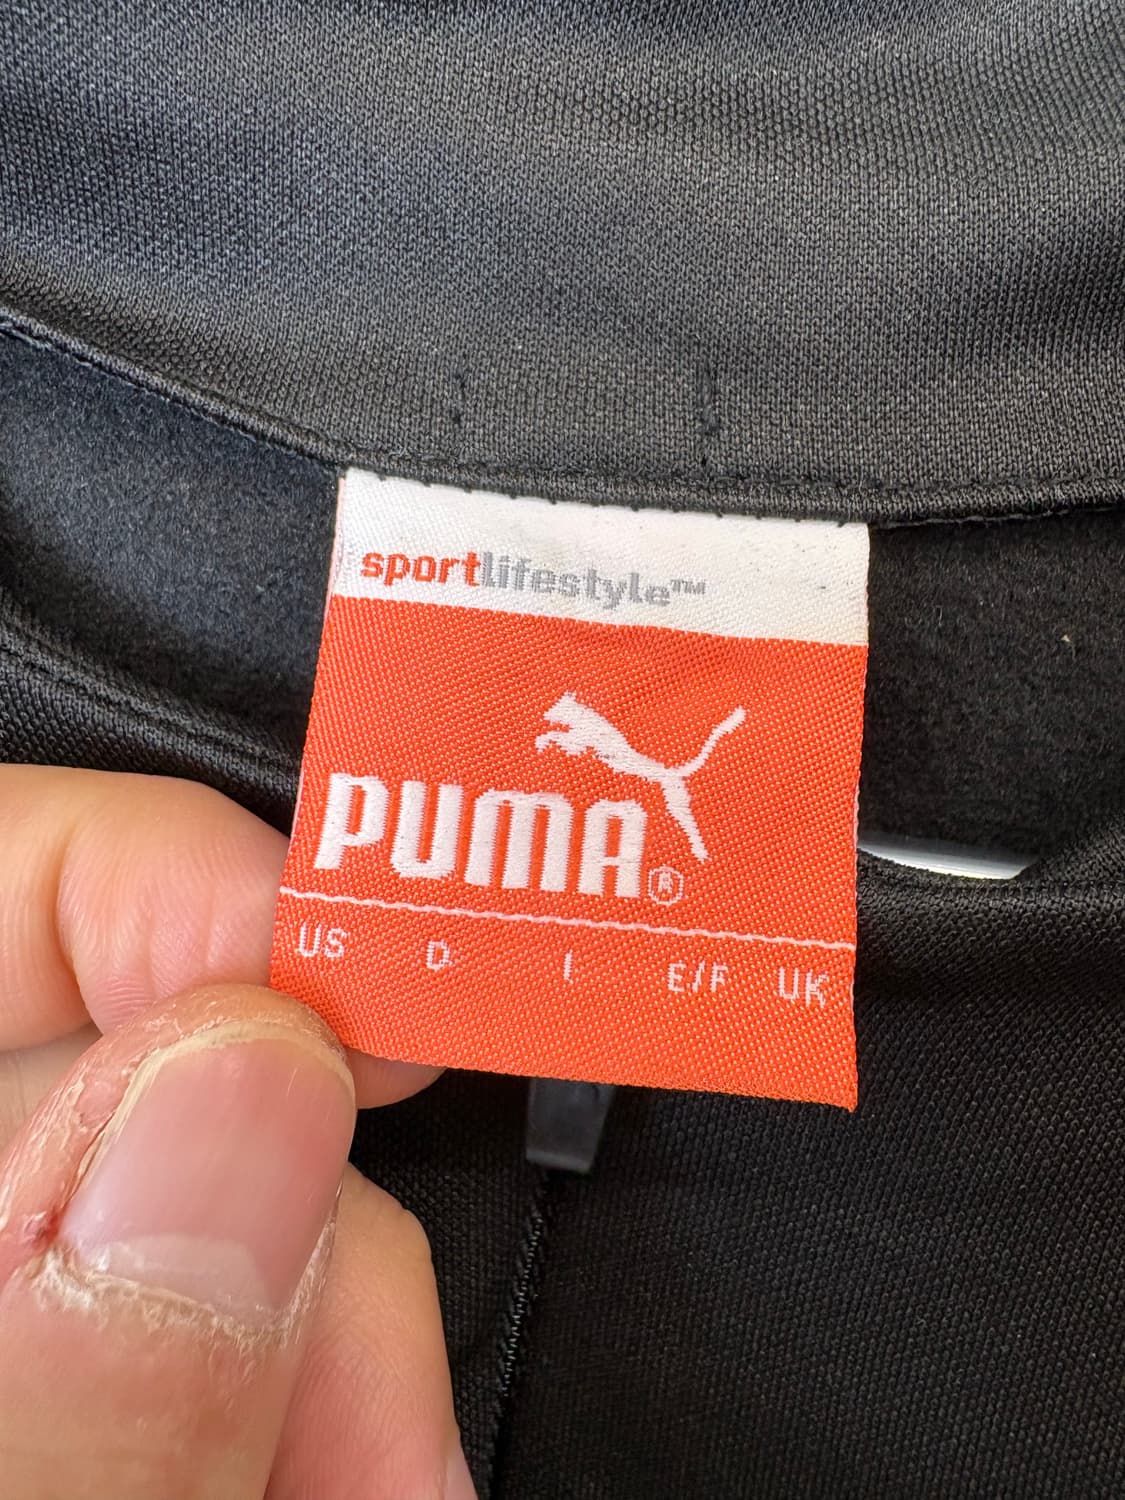 sportlifestyle™
PUMA®
US D I E/F UK